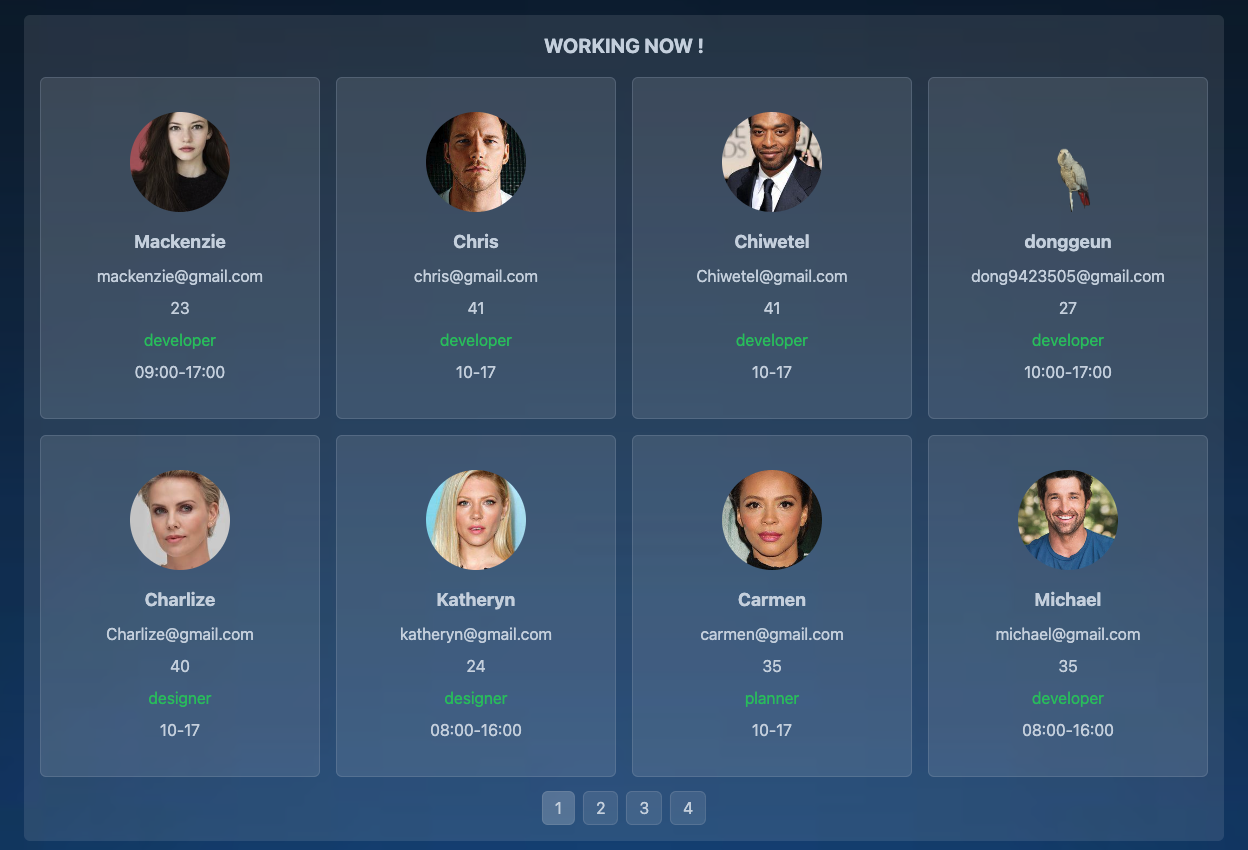 WORKING NOW !
Mackenzie
mackenzie@gmail.com
23
developer
09:00-17:00
Chris
chris@gmail.com
41
developer
10-17
Chiwetel
Chiwetel@gmail.com
41
developer
10-17
donggeun
dong9423505@gmail.com
27
developer
10:00-17:00
Charlize
Charlize@gmail.com
40
designer
10-17
Katheryn
katheryn@gmail.com
24
designer
08:00-16:00
Carmen
carmen@gmail.com
35
planner
10-17
Michael
michael@gmail.com
35
developer
08:00-16:00
1 2 3 4